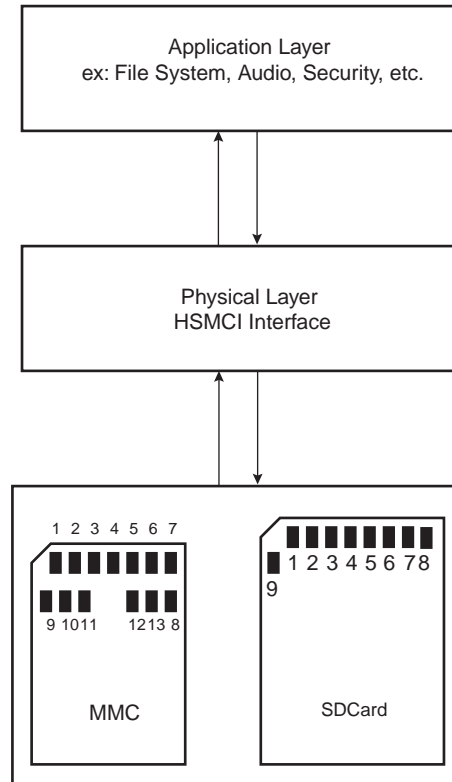 Application Layer
ex: File System, Audio, Security, etc.
Physical Layer
HSMCI Interface
1 2 3 4 5 6 7
9 10 11 12 13 8
MMC
1 2 3 4 5 6 7 8
9
SDCard